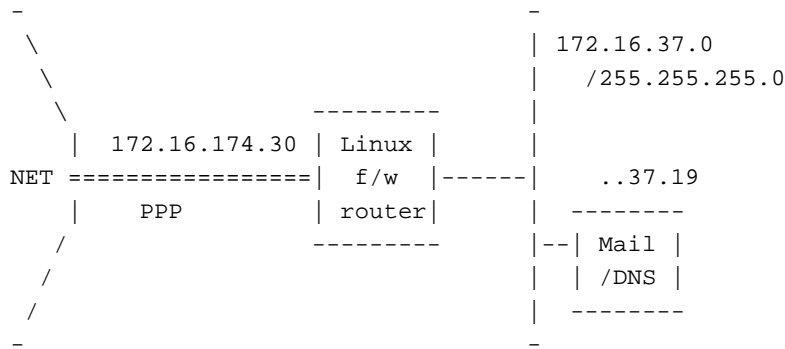 172.16.37.0
/255.255.255.0
172.16.174.30 Linux
NET f/w ..37.19
PPP router
Mail
/DNS